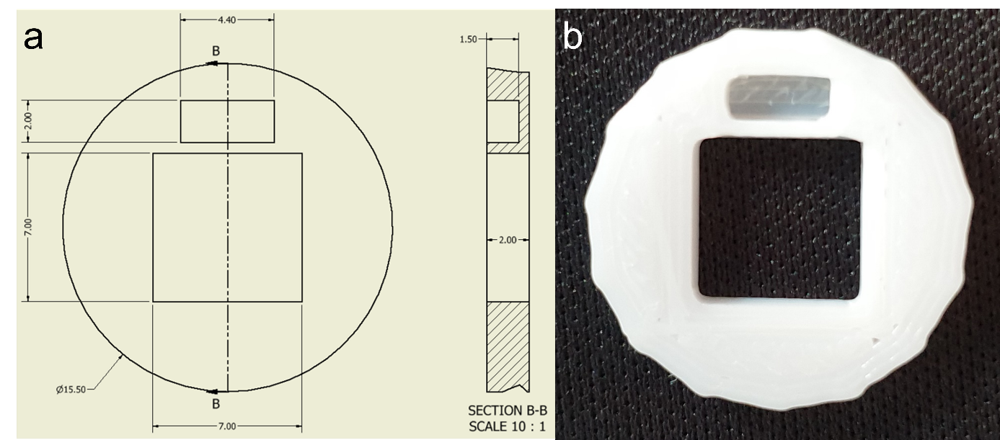 a
4.40
B
1.50
2.00
7.00
2.00
Ø15.50
B
7.00
SECTION B-B
SCALE 10 : 1
b